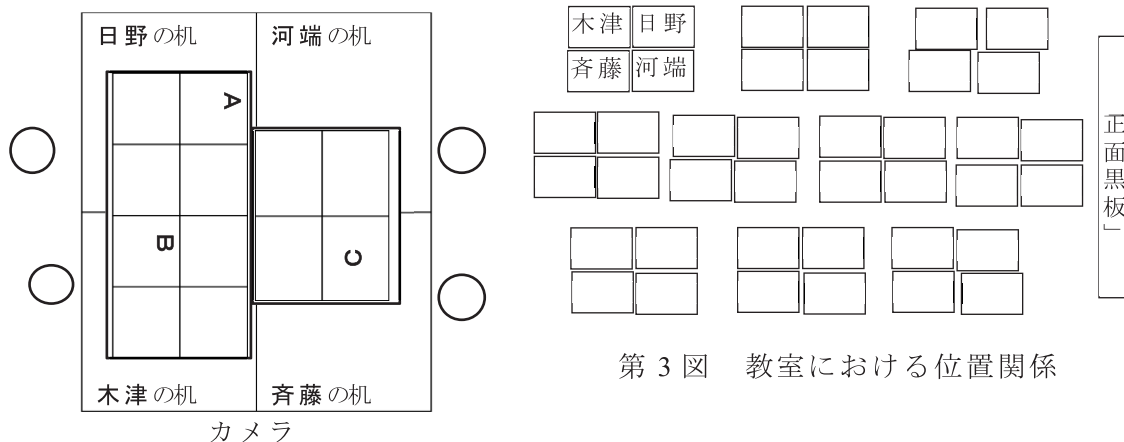 日野の机
河端の机
A
B
C
木津の机
斉藤の机
カメラ
木津
日野
斉藤
河端
正面黒板」
第3図 教室における位置関係